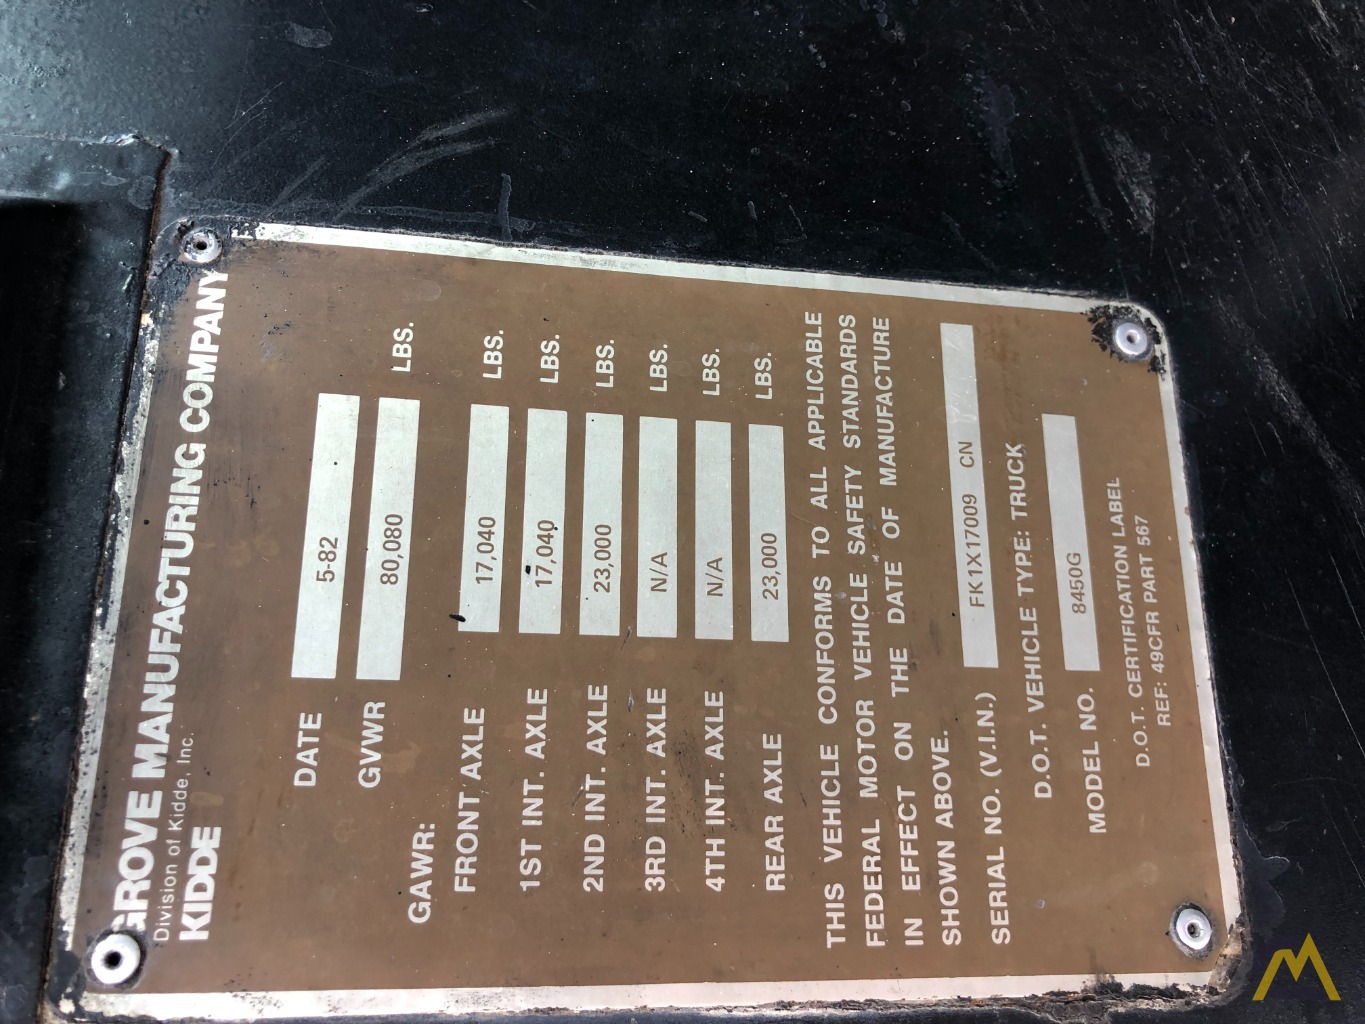 GROVE MANUFACTURING COMPANY
Division of Kidde, Inc.
KIDDE
DATE 5-82
GVWR 80,080 LBS.
GAWR:
FRONT AXLE 17,040 LBS.
1ST INT. AXLE 17,040 LBS.
2ND INT. AXLE 23,000 LBS.
3RD INT. AXLE N/A LBS.
4TH INT. AXLE N/A LBS.
REAR AXLE 23,000 LBS.
THIS VEHICLE CONFORMS TO ALL APPLICABLE
FEDERAL MOTOR VEHICLE SAFETY STANDARDS
IN EFFECT ON THE DATE OF MANUFACTURE
SHOWN ABOVE.
SERIAL NO. (V.I.N.) FK1X17009 CN
D.O.T. VEHICLE TYPE: TRUCK
MODEL NO. 8450G
D.O.T. CERTIFICATION LABEL
REF: 49CFR PART 567